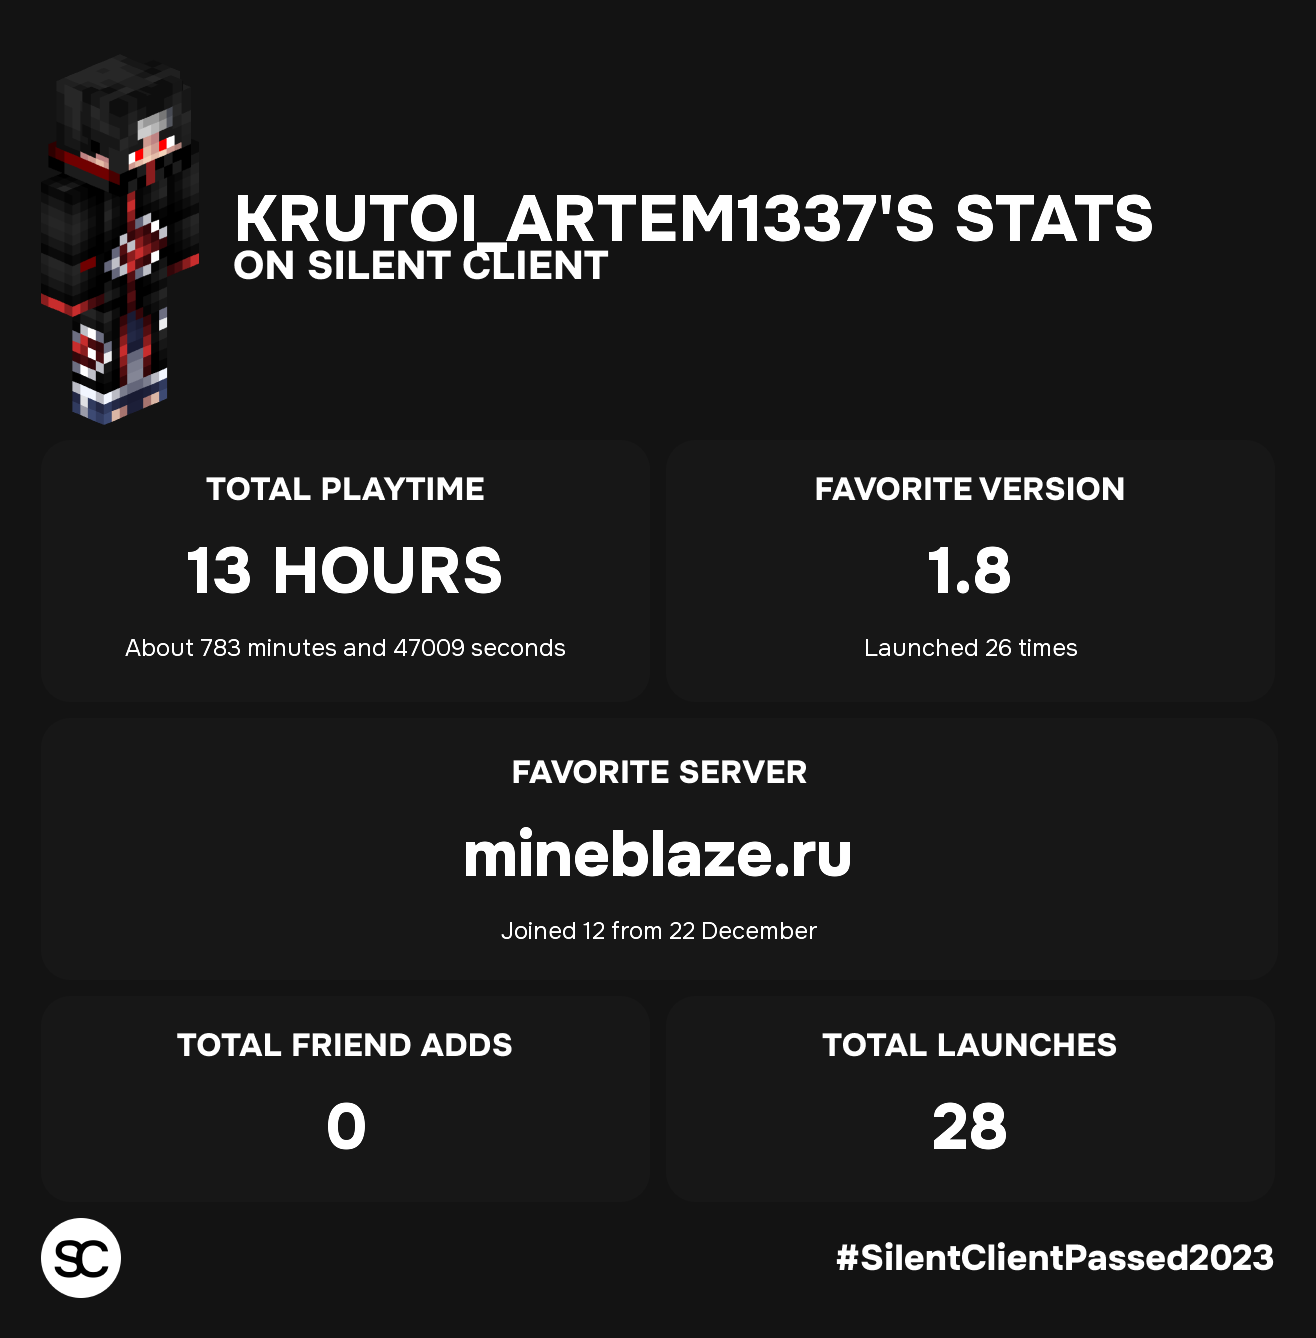 KRUTOI_ARTEM1337'S STATS
ON SILENT CLIENT
TOTAL PLAYTIME
13 HOURS
About 783 minutes and 47009 seconds
FAVORITE VERSION
1.8
Launched 26 times
FAVORITE SERVER
mineblaze.ru
Joined 12 from 22 December
TOTAL FRIEND ADDS
0
TOTAL LAUNCHES
28
SC
#SilentClientPassed2023